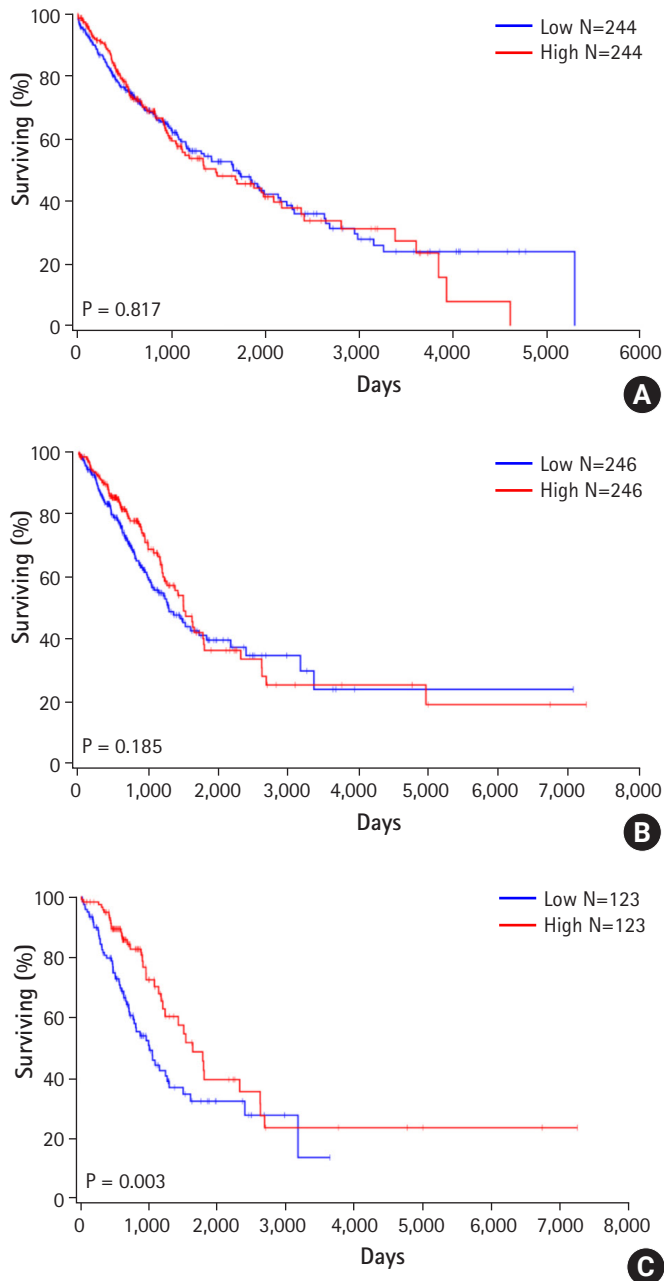 100
80
60
40
20
0
Surviving (%)
Low N=244
High N=244
P = 0.817
0 1,000 2,000 3,000 4,000 5,000 6000
Days
A
100
80
60
40
20
0
Surviving (%)
Low N=246
High N=246
P = 0.185
0 1,000 2,000 3,000 4,000 5,000 6,000 7,000 8,000
Days
B
100
80
60
40
20
0
Surviving (%)
Low N=123
High N=123
P = 0.003
0 1,000 2,000 3,000 4,000 5,000 6,000 7,000 8,000
Days
C